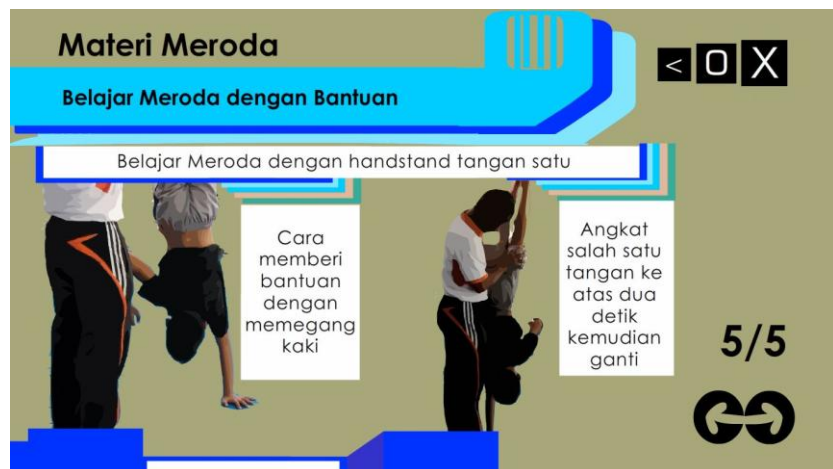 Materi Meroda
< O X
Belajar Meroda dengan Bantuan
Belajar Meroda dengan handstand tangan satu
Cara
memberi
bantuan
dengan
memegang
kaki
Angkat
salah satu
tangan ke
atas dua
detik
kemudian
ganti
5/5